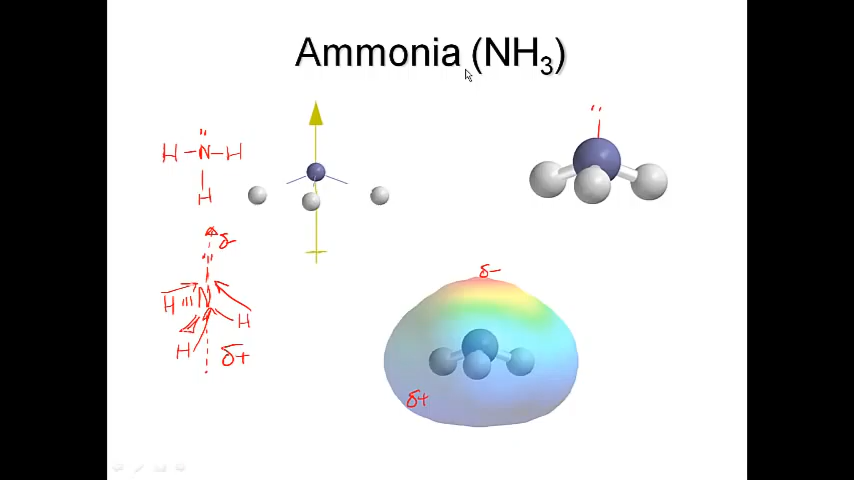 Ammonia (NH₃)
H–N̈–H
H
δ-
H N H
H
δ+
δ-
δ+